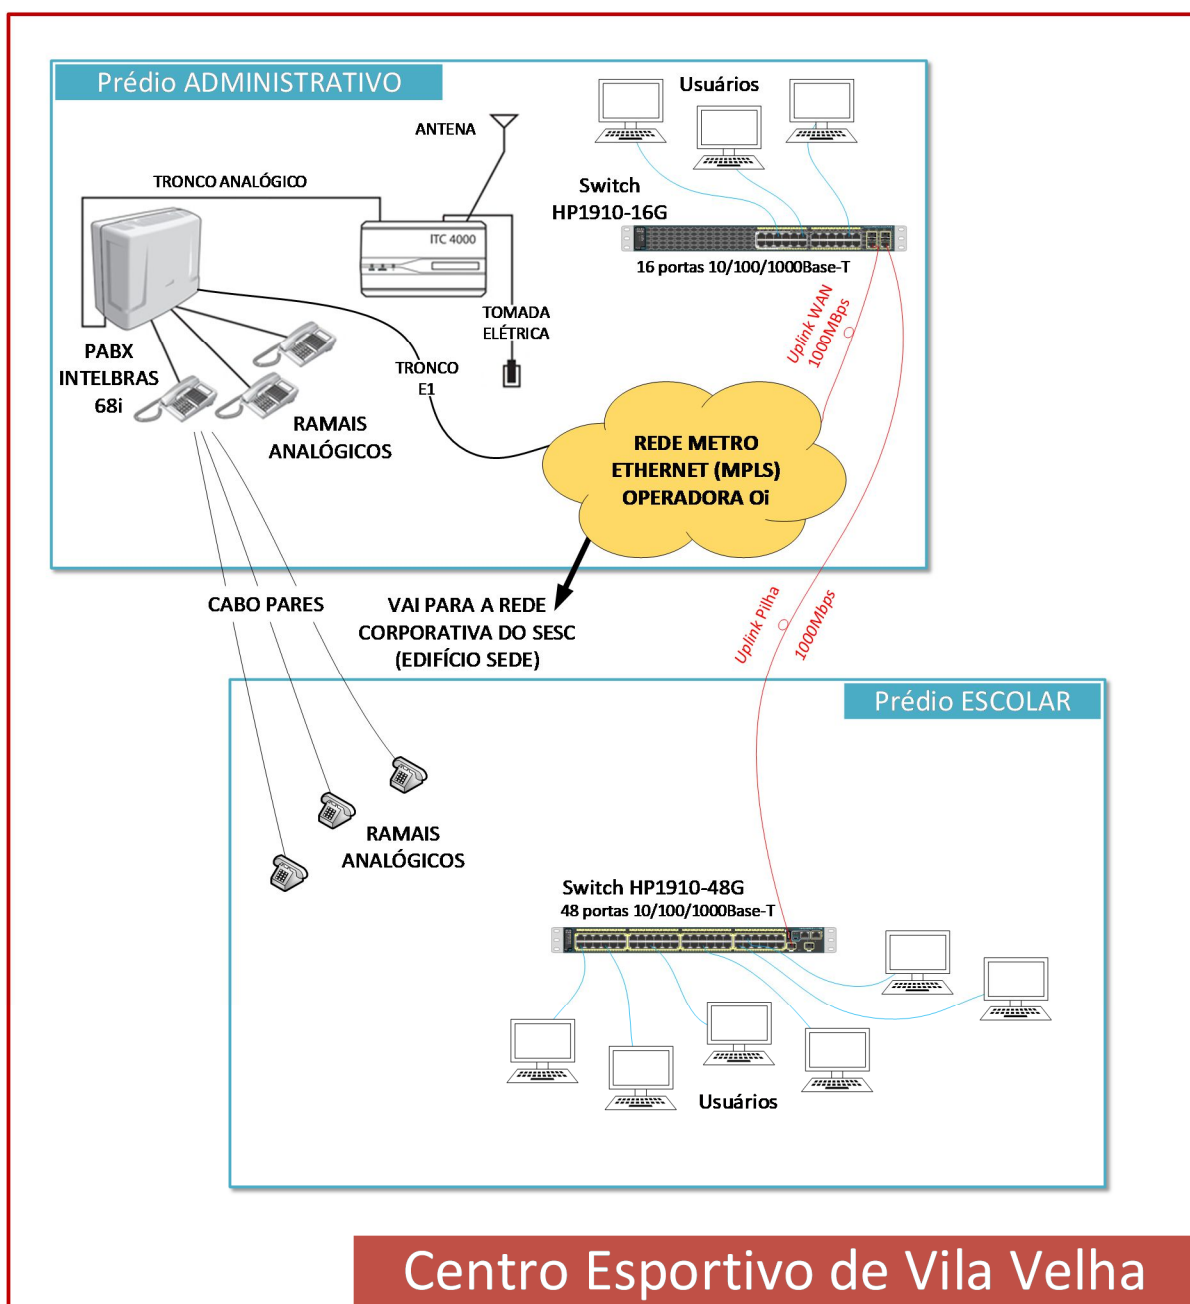 Prédio ADMINISTRATIVO
Usuários
ANTENA
TRONCO ANALÓGICO
Switch
HP1910-16G
ITC 4000
16 portas 10/100/1000Base-T
TOMADA
ELÉTRICA
Uplink WAN
1000MBps
PABX
INTELBRAS
68i
TRONCO
E1
RAMAIS
ANALÓGICOS
REDE METRO
ETHERNET (MPLS)
OPERADORA Oi
CABO PARES
VAI PARA A REDE
CORPORATIVA DO SESC
(EDIFÍCIO SEDE)
Uplink Pilha
1000Mbps
Prédio ESCOLAR
RAMAIS
ANALÓGICOS
Switch HP1910-48G
48 portas 10/100/1000Base-T
Usuários
Centro Esportivo de Vila Velha